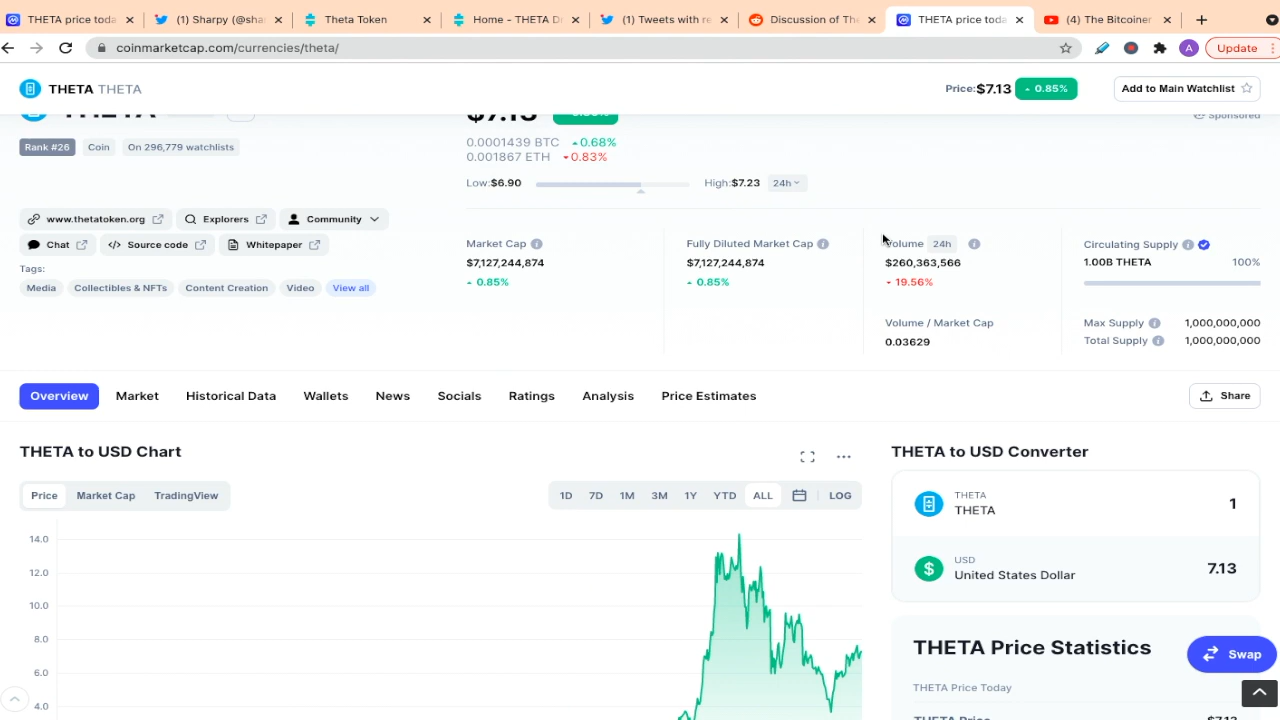 THETA price toda
(1) Sharpy (@shar
Theta Token
Home - THETA D
(1) Tweets with re
Discussion of The
THETA price toda
(4) The Bitcoiner
coinmarketcap.com/currencies/theta/
A
Update
THETA THETA
Price:$7.13 0.85%
Add to Main Watchlist
THETA
$7.13
Sponsored
Rank #26 Coin On 296,779 watchlists
0.0001439 BTC 0.68%
0.001867 ETH 0.83%
Low:$6.90 High:$7.23 24h
www.thetatoken.org Explorers Community
Chat Source code Whitepaper
Tags:
Media Collectibles & NFTs Content Creation Video View all
Market Cap
$7,127,244,874
0.85%
Fully Diluted Market Cap
$7,127,244,874
0.85%
Volume 24h
$260,363,566
19.56%
Volume / Market Cap
0.03629
Circulating Supply
1.00B THETA 100%
Max Supply 1,000,000,000
Total Supply 1,000,000,000
Overview Market Historical Data Wallets News Socials Ratings Analysis Price Estimates
Share
THETA to USD Chart
Price Market Cap TradingView
1D 7D 1M 3M 1Y YTD ALL LOG
14.0
12.0
10.0
8.0
6.0
4.0
THETA to USD Converter
THETA
THETA
1
USD
United States Dollar
7.13
THETA Price Statistics
Swap
THETA Price Today
THETA Price $7.13